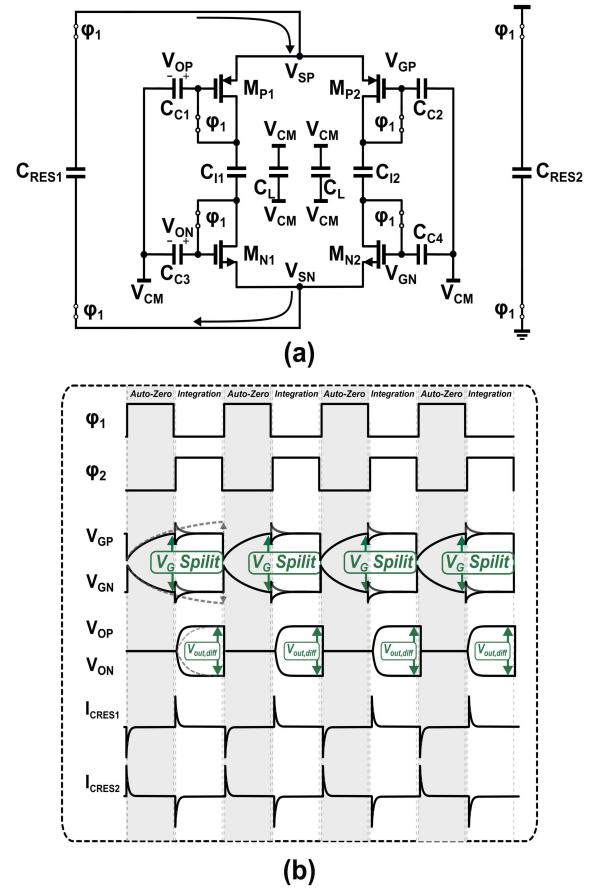 φ1
φ1
VOP
− +
VSP
VGP
MP1
MP2
CC1
CC2
φ1
φ1
VCM
VCM
CRES1
CI1
CL
CL
CI2
CRES2
VCM
VCM
VON
− +
φ1
φ1
CC4
MN1
MN2
CC3
VSN
VGN
VCM
VCM
φ1
φ1
(a)
Auto-Zero Integration Auto-Zero Integration Auto-Zero Integration Auto-Zero Integration
φ1
φ2
VGP
VG Spilit VG Spilit VG Spilit VG Spilit
VGN
VOP
Vout,diff Vout,diff Vout,diff Vout,diff
VON
ICRES1
ICRES2
(b)